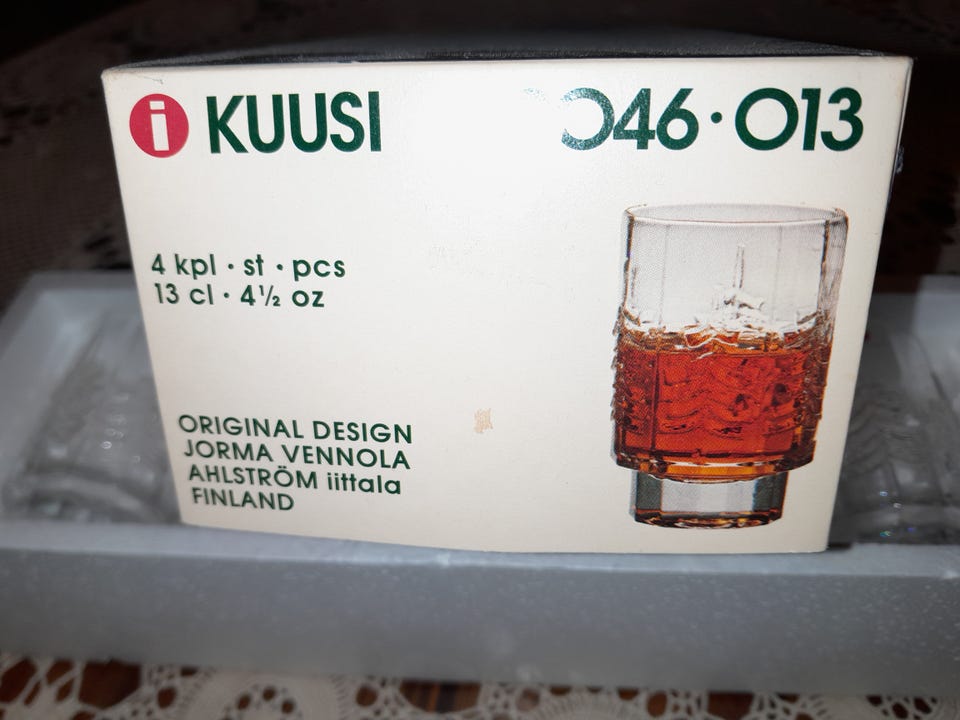 i KUUSI 046·013
4 kpl · st · pcs
13 cl · 4½ oz
ORIGINAL DESIGN
JORMA VENNOLA
AHLSTRÖM iittala
FINLAND